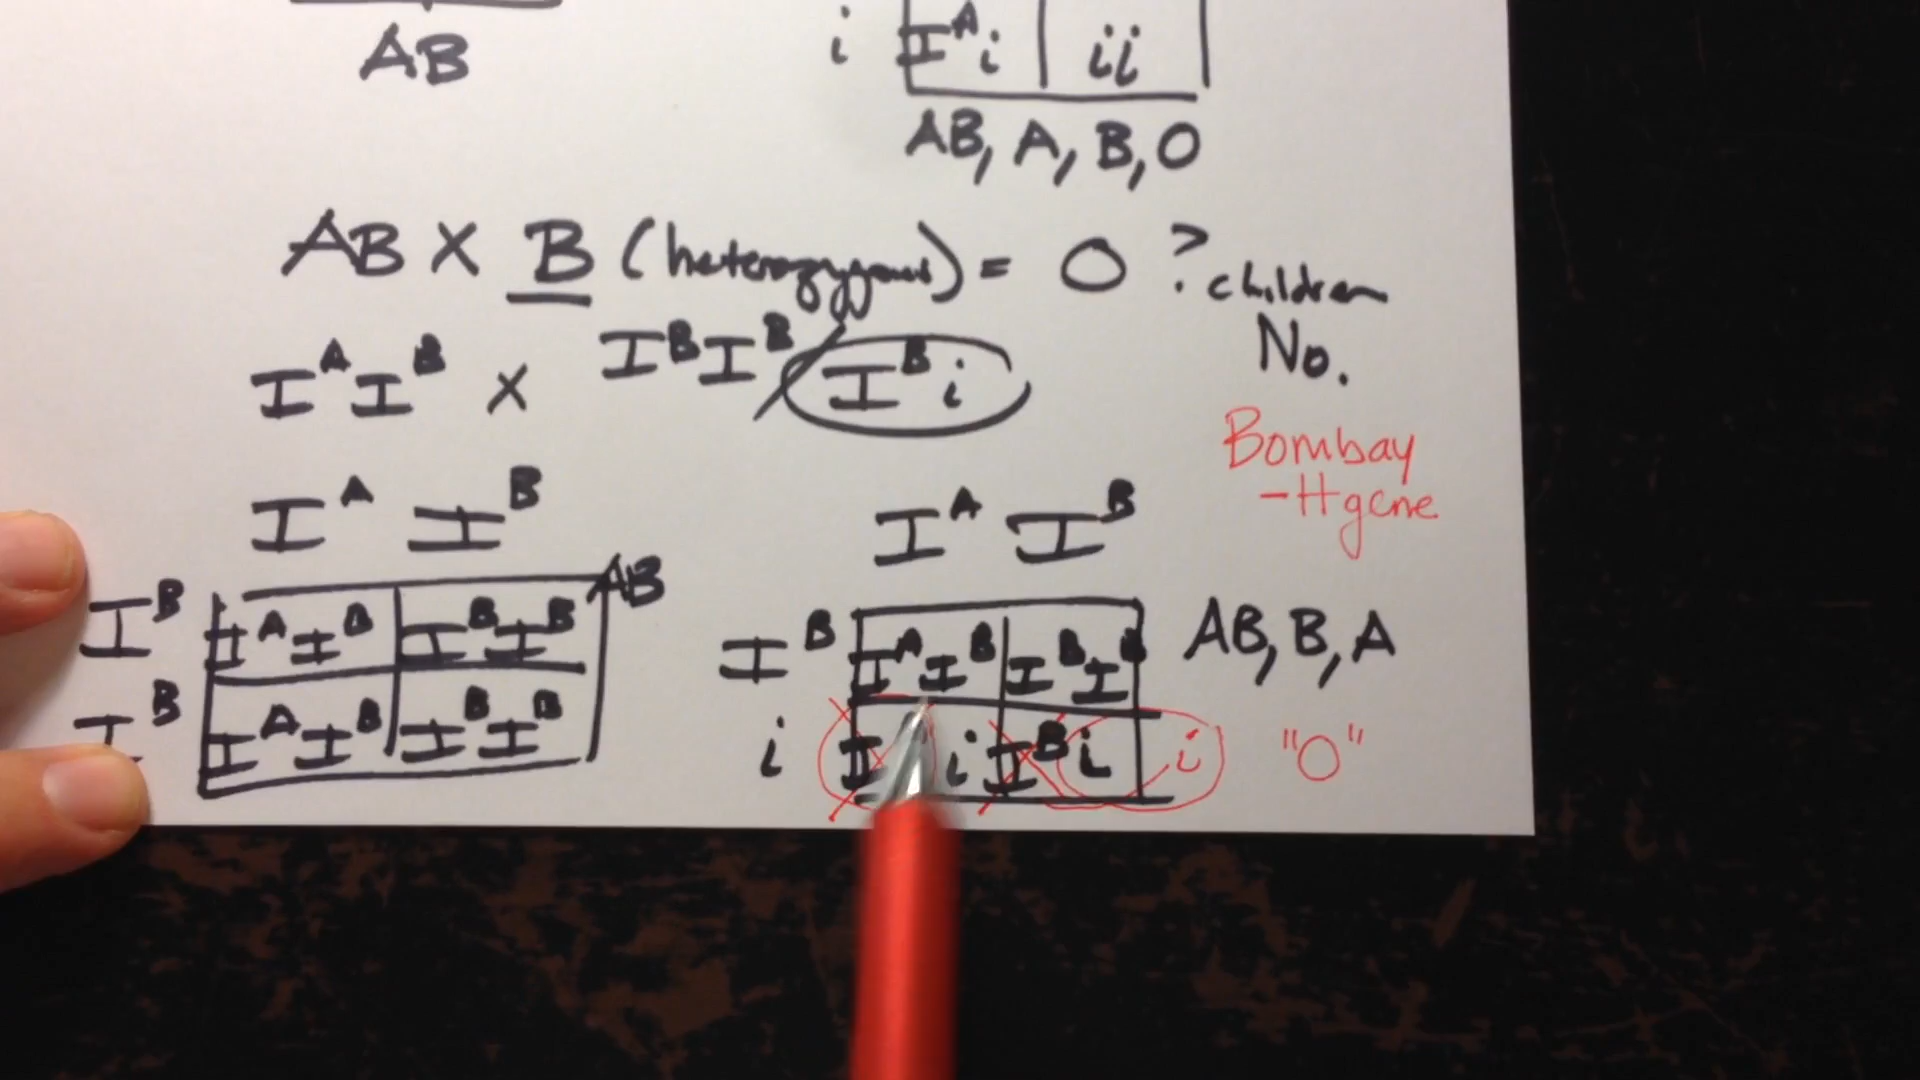 AB
i I^A i ii
AB, A, B, O
AB X B (heterozygous) = O ? children
No.
I^A I^B X I^B I^B / I^B i
Bombay
- H gene
I^A I^B
AB
I^B I^A I^B I^B I^B
I^B I^A I^B I^B I^B
I^A I^B
I^B I^A I^B I^B I^B AB, B, A
i I i I^B i i "O"